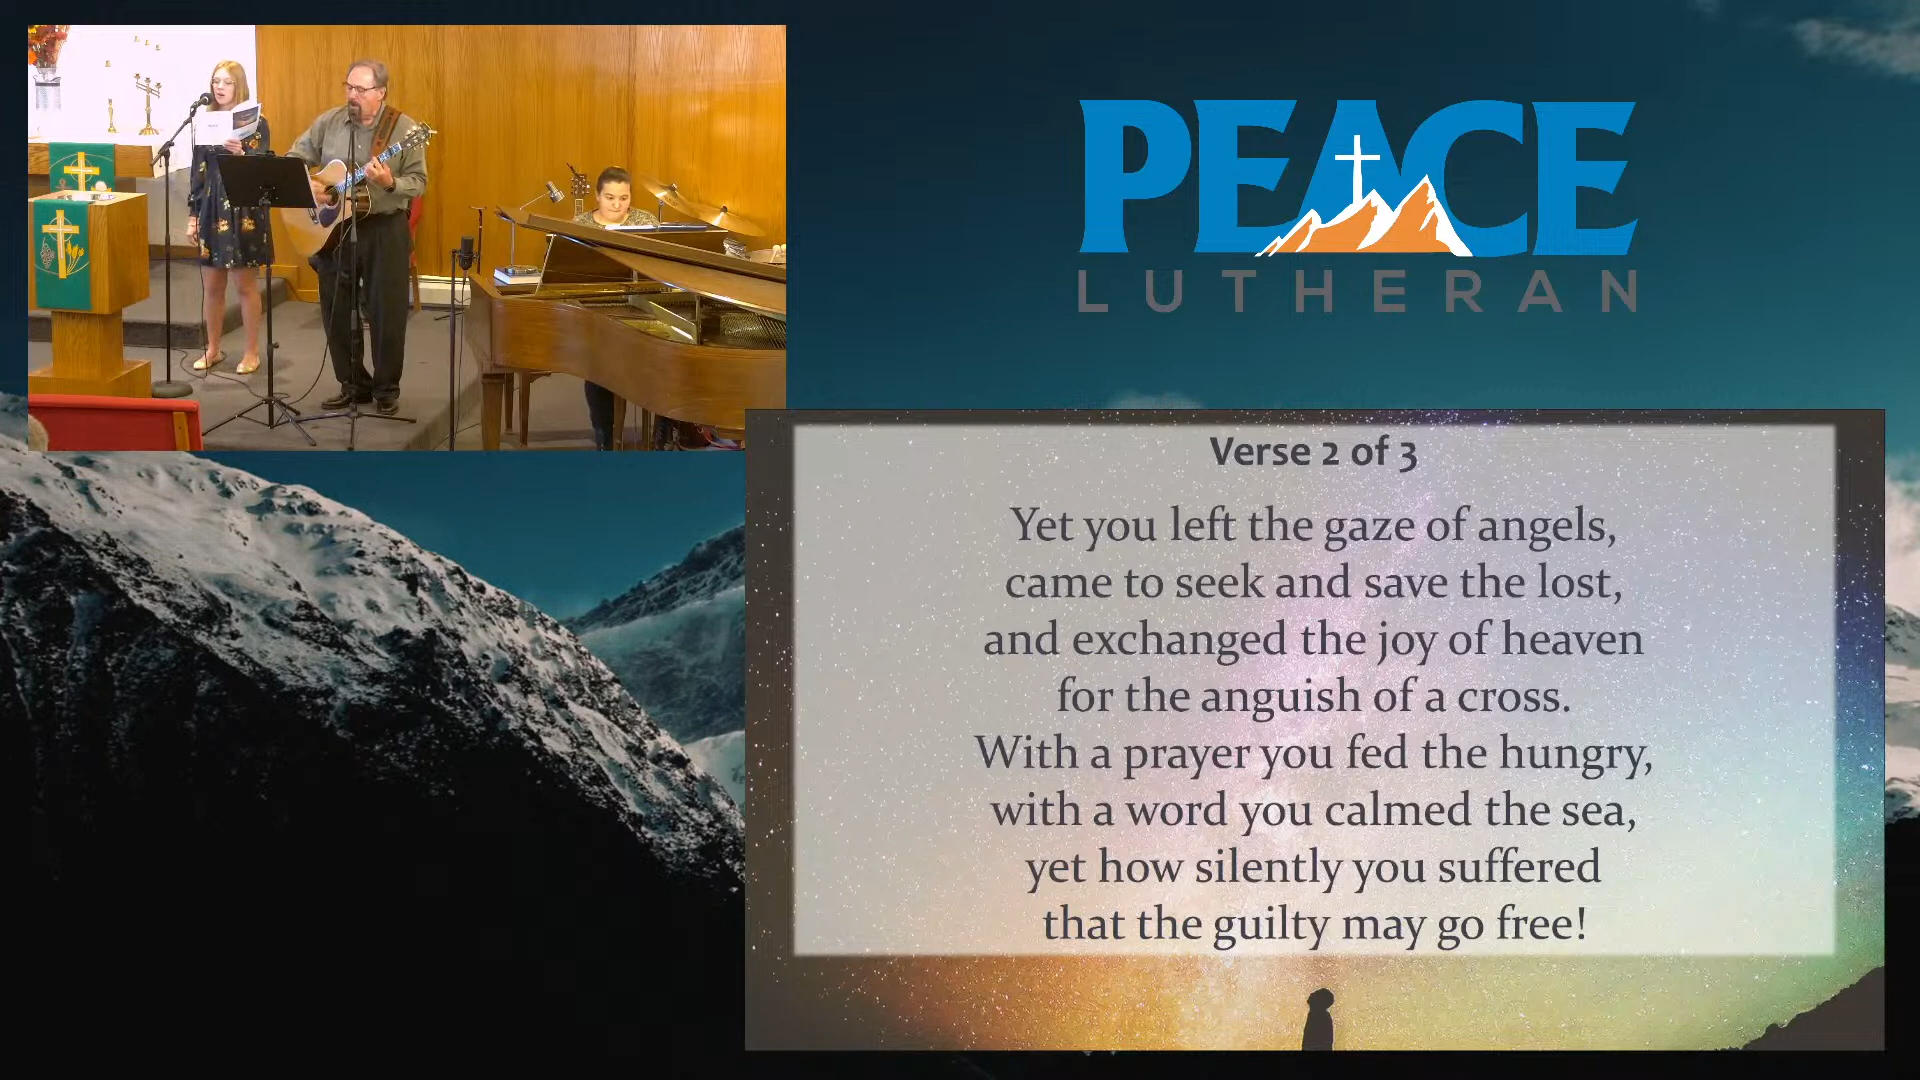 PEACE
LUTHERAN
Verse 2 of 3
Yet you left the gaze of angels,
came to seek and save the lost,
and exchanged the joy of heaven
for the anguish of a cross.
With a prayer you fed the hungry,
with a word you calmed the sea,
yet how silently you suffered
that the guilty may go free!